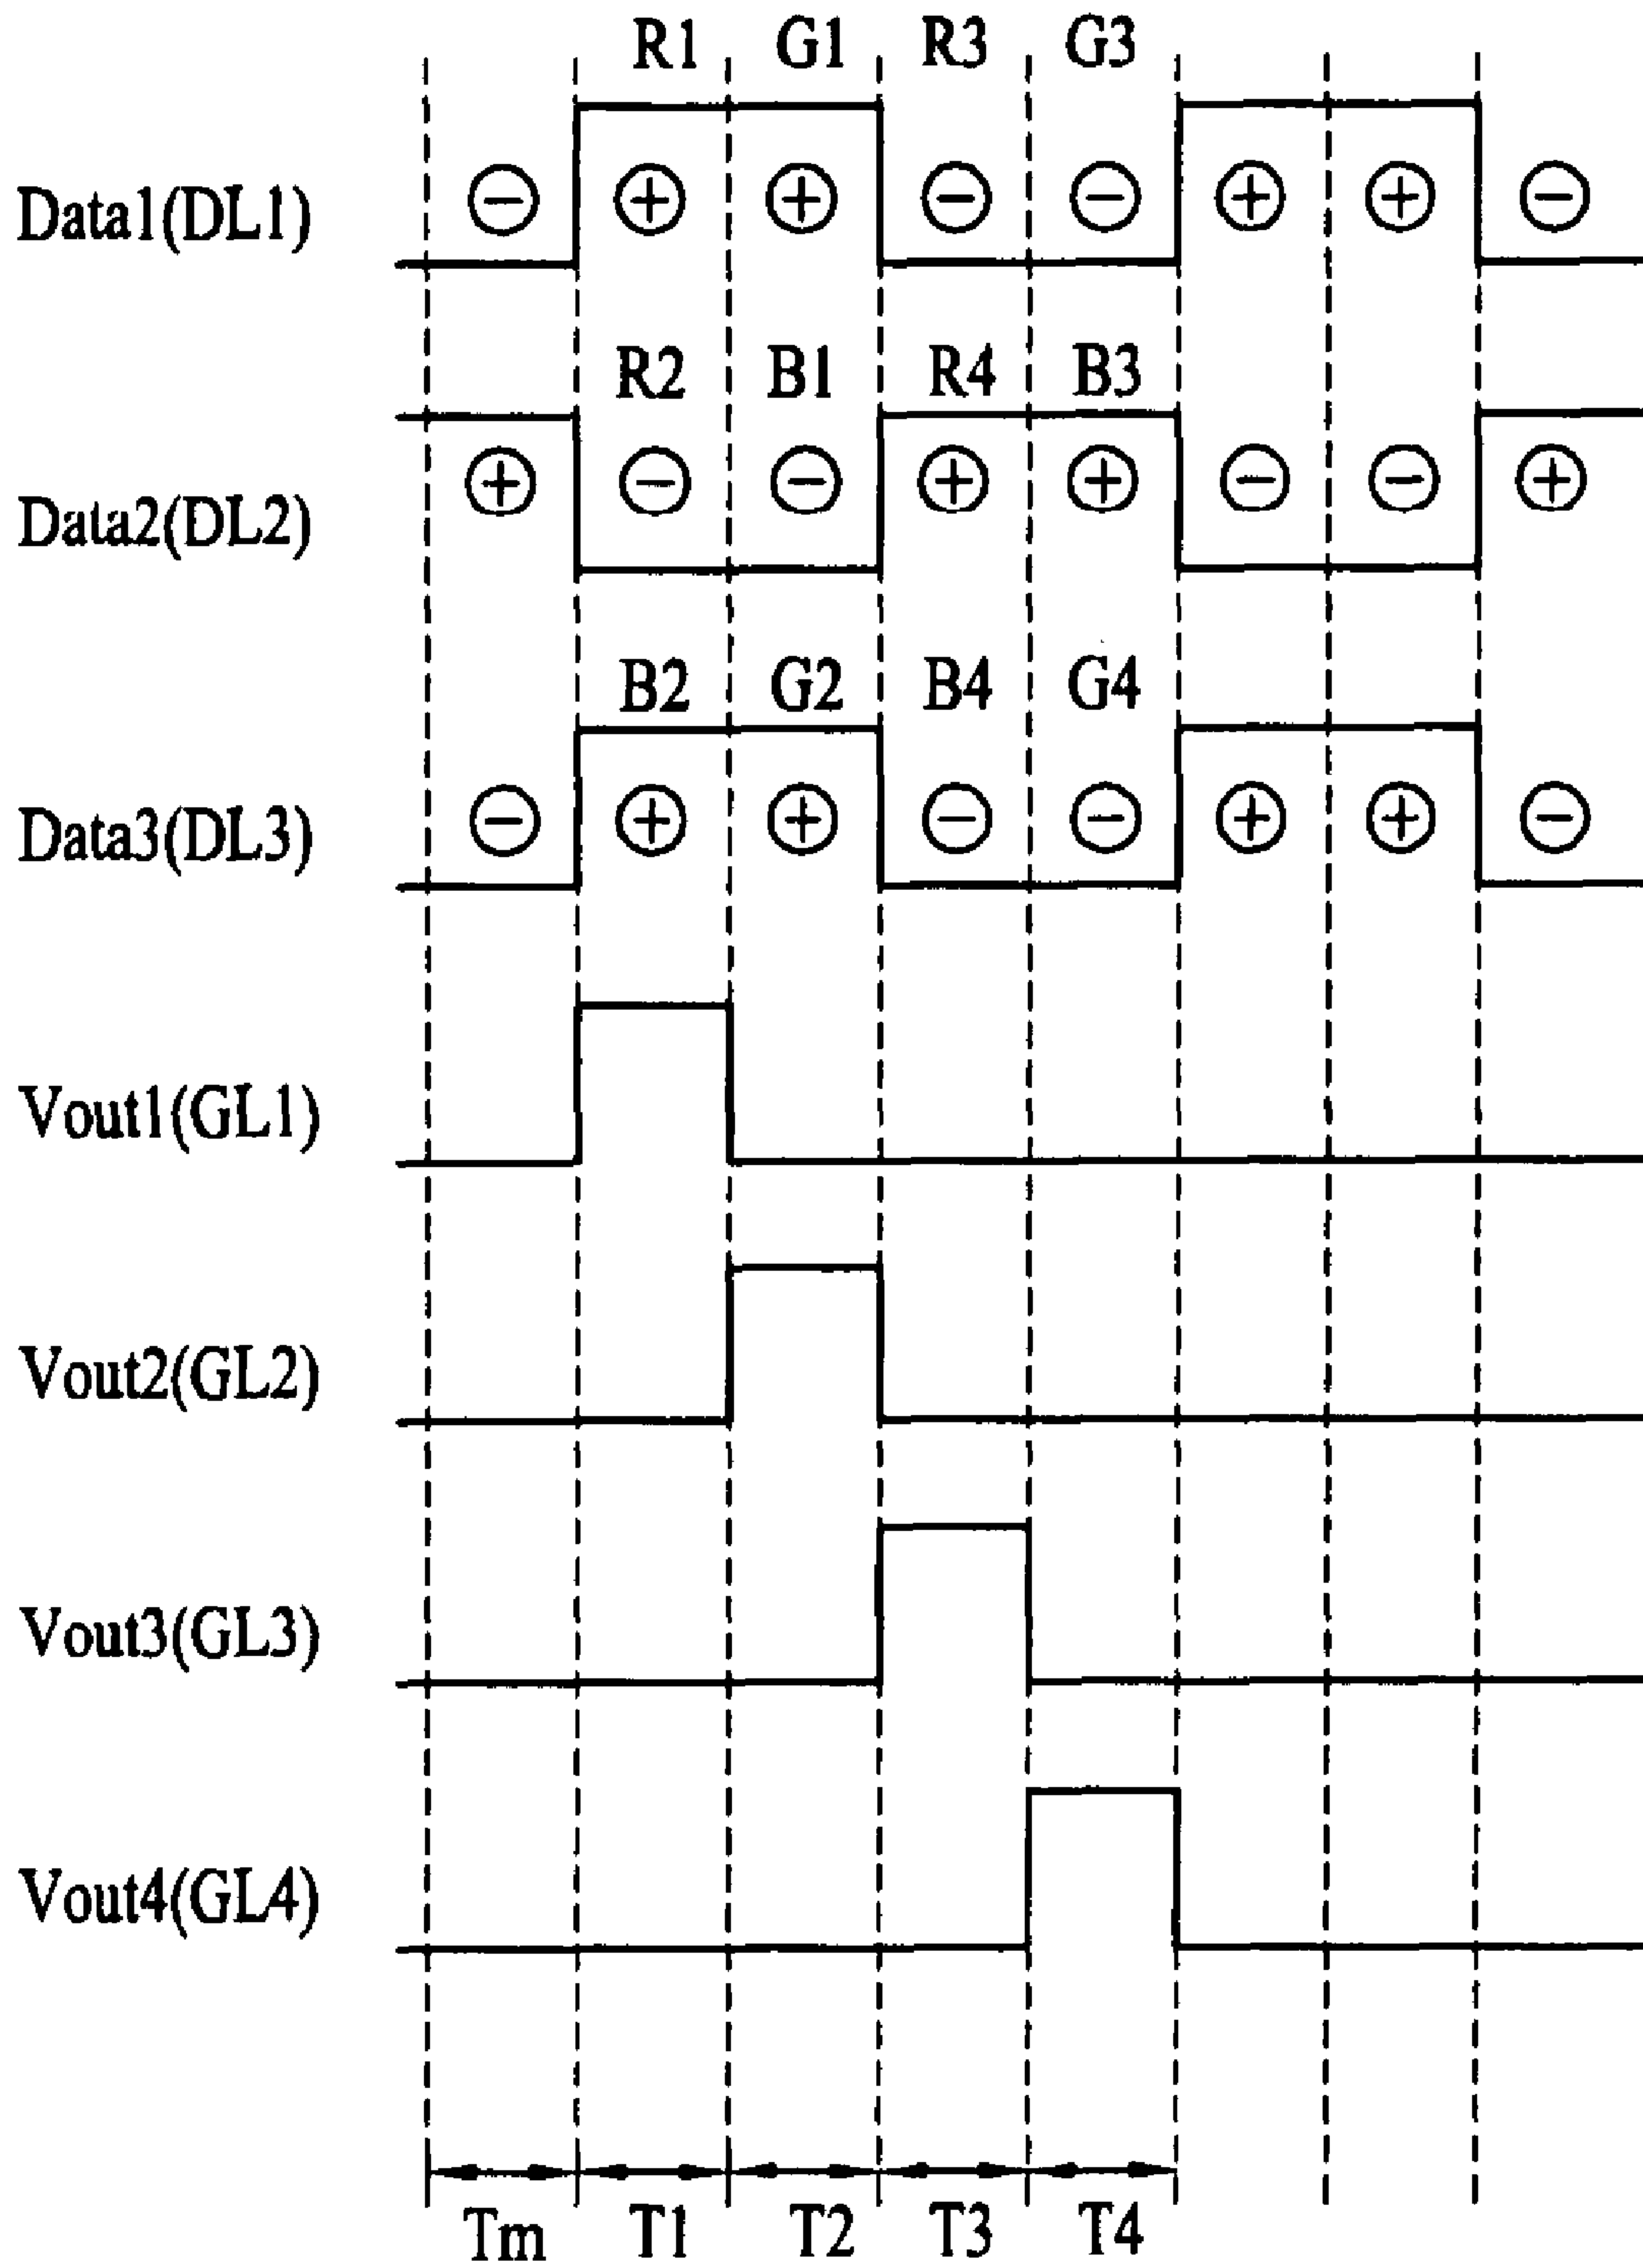 R1 G1 R3 G3
Data1(DL1) − + + − − + + −
R2 B1 R4 B3
Data2(DL2) + − − + + − − +
B2 G2 B4 G4
Data3(DL3) − + + − − + + −
Vout1(GL1)
Vout2(GL2)
Vout3(GL3)
Vout4(GL4)
Tm T1 T2 T3 T4